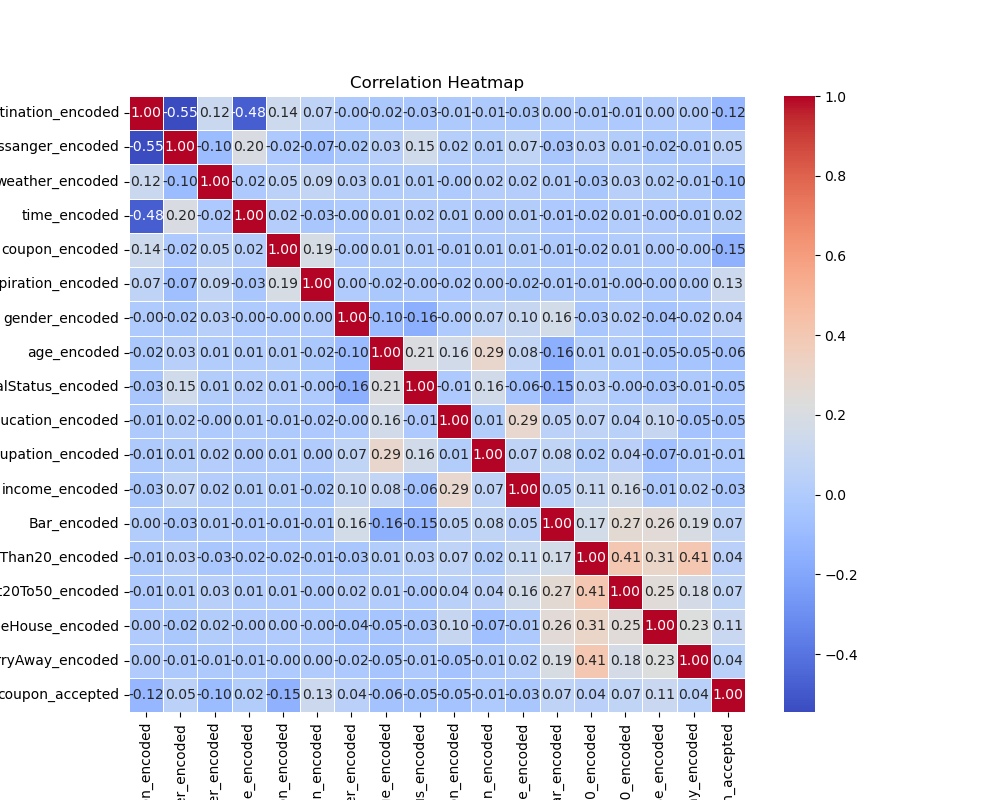 Correlation Heatmap
tination_encoded 1.00 -0.55 0.12 -0.48 0.14 0.07 -0.00 -0.02 -0.03 -0.01 -0.01 -0.03 0.00 -0.01 -0.01 0.00 0.00 -0.12
ssanger_encoded -0.55 1.00 -0.10 0.20 -0.02 -0.07 -0.02 0.03 0.15 0.02 0.01 0.07 -0.03 0.03 0.01 -0.02 -0.01 0.05
weather_encoded 0.12 -0.10 1.00 -0.02 0.05 0.09 0.03 0.01 0.01 -0.00 0.02 0.02 0.01 -0.03 0.03 0.02 -0.01 -0.10
time_encoded -0.48 0.20 -0.02 1.00 0.02 -0.03 -0.00 0.01 0.02 0.01 0.00 0.01 -0.01 -0.02 0.01 -0.00 -0.01 0.02
coupon_encoded 0.14 -0.02 0.05 0.02 1.00 0.19 -0.00 0.01 0.01 -0.01 0.01 0.01 -0.01 -0.02 0.01 -0.00 -0.00 -0.15
piration_encoded 0.07 -0.07 0.09 -0.03 0.19 1.00 0.00 -0.02 -0.00 -0.02 0.00 -0.02 -0.01 -0.01 -0.00 -0.00 0.00 0.13
gender_encoded -0.00 -0.02 0.03 -0.00 -0.00 0.00 1.00 -0.10 -0.16 -0.00 0.07 0.10 0.16 -0.03 0.02 -0.04 -0.02 0.04
age_encoded -0.02 0.03 0.01 0.01 0.01 -0.02 -0.10 1.00 0.21 0.16 0.29 0.08 -0.16 0.01 0.01 -0.05 -0.05 -0.06
alStatus_encoded -0.03 0.15 0.01 0.02 0.01 -0.00 -0.16 0.21 1.00 -0.01 0.16 -0.06 -0.15 0.03 -0.00 -0.03 -0.01 -0.05
ucation_encoded -0.01 0.02 -0.00 0.01 -0.01 -0.02 -0.00 0.16 -0.01 1.00 0.01 0.29 0.05 0.07 0.04 0.10 -0.05 -0.05
upation_encoded -0.01 0.01 0.02 0.00 0.01 0.00 0.07 0.29 0.16 0.01 1.00 0.07 0.08 0.02 0.04 -0.07 -0.01 -0.01
income_encoded -0.03 0.07 0.02 0.01 0.01 -0.02 0.10 0.08 -0.06 0.29 0.07 1.00 0.05 0.11 0.16 -0.01 0.02 -0.03
Bar_encoded 0.00 -0.03 0.01 -0.01 -0.01 -0.01 0.16 -0.16 -0.15 0.05 0.08 0.05 1.00 0.17 0.27 0.26 0.19 0.07
Than20_encoded -0.01 0.03 -0.03 -0.02 -0.02 -0.01 -0.03 0.01 0.03 0.07 0.02 0.11 0.17 1.00 0.41 0.31 0.41 0.04
t20To50_encoded -0.01 0.01 0.03 0.01 0.01 -0.00 0.02 0.01 -0.00 0.04 0.04 0.16 0.27 0.41 1.00 0.25 0.18 0.07
eHouse_encoded 0.00 -0.02 0.02 -0.00 -0.00 -0.00 -0.04 -0.05 -0.03 0.10 -0.07 -0.01 0.26 0.31 0.25 1.00 0.23 0.11
rryAway_encoded 0.00 -0.01 -0.01 -0.01 -0.00 0.00 -0.02 -0.05 -0.01 -0.05 -0.01 0.02 0.19 0.41 0.18 0.23 1.00 0.04
coupon_accepted -0.12 0.05 -0.10 0.02 -0.15 0.13 0.04 -0.06 -0.05 -0.05 -0.01 -0.03 0.07 0.04 0.07 0.11 0.04 1.00
on_encoded
er_encoded
er_encoded
e_encoded
on_encoded
n_encoded
er_encoded
ge_encoded
us_encoded
on_encoded
on_encoded
e_encoded
ar_encoded
0_encoded
0_encoded
se_encoded
ay_encoded
n_accepted
1.0
0.8
0.6
0.4
0.2
0.0
−0.2
−0.4